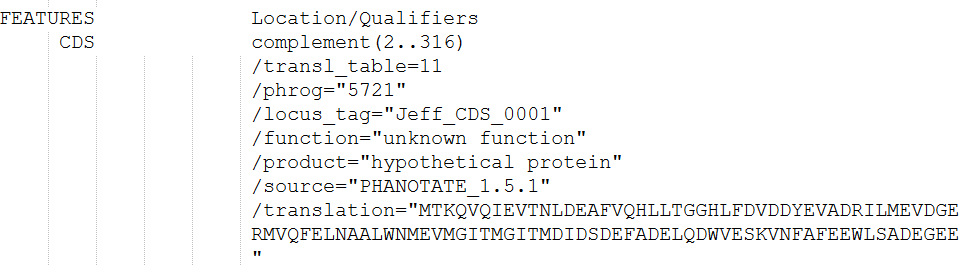 FEATURES Location/Qualifiers
CDS complement(2..316)
/transl_table=11
/phrog="5721"
/locus_tag="Jeff_CDS_0001"
/function="unknown function"
/product="hypothetical protein"
/source="PHANOTATE_1.5.1"
/translation="MTKQVQIEVTNLDEAFVQHLLTGGHLFDVDDYEVADRILMEVDGE
RMVQFELNAALWNMEVMGITMGITMDIDSDEFADELQDWVESKVNFAFEEWLSADEGEE
"